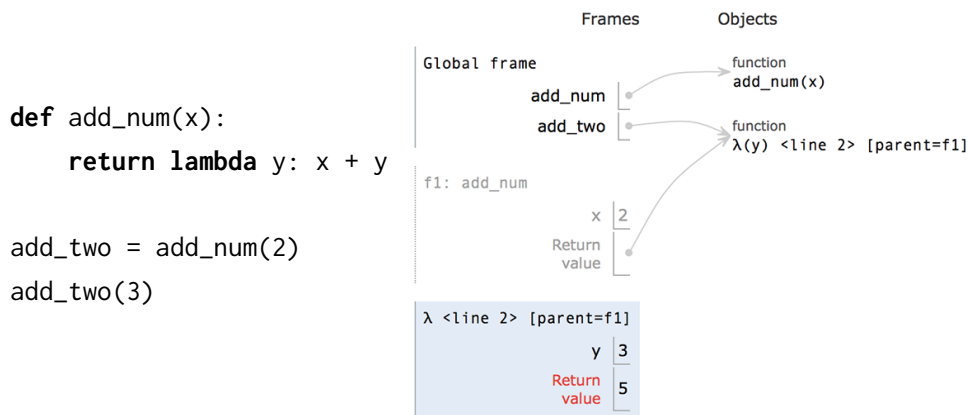 def add_num(x):
    return lambda y: x + y
add_two = add_num(2)
add_two(3)
Frames Objects
Global frame
add_num
add_two
function
add_num(x)
function
λ(y) <line 2> [parent=f1]
f1: add_num
x 2
Return
value
λ <line 2> [parent=f1]
y 3
Return
value 5